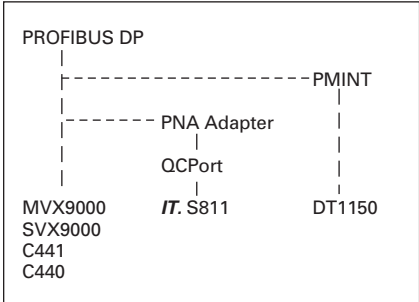 PROFIBUS DP
PMINT
PNA Adapter
QCPort
MVX9000 IT. S811 DT1150
SVX9000
C441
C440